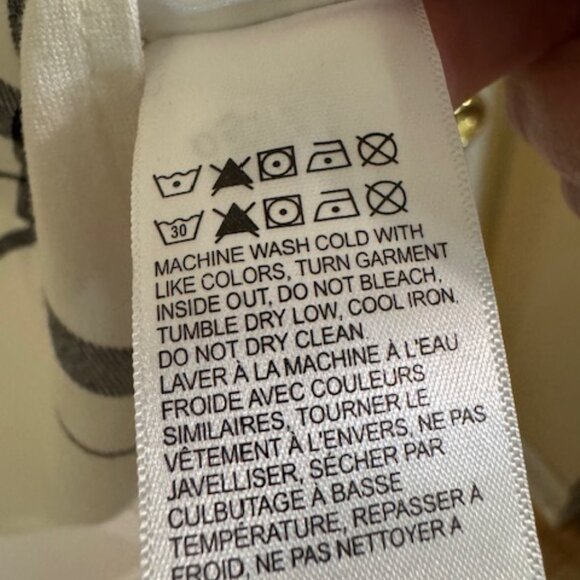 30
MACHINE WASH COLD WITH
LIKE COLORS, TURN GARMENT
INSIDE OUT, DO NOT BLEACH,
TUMBLE DRY LOW, COOL IRON.
DO NOT DRY CLEAN.
LAVER À LA MACHINE À L'EAU
FROIDE AVEC COULEURS
SIMILAIRES, TOURNER LE
VÊTEMENT À L'ENVERS, NE PAS
JAVELLISER, SÉCHER PAR
CULBUTAGE À BASSE
TEMPÉRATURE, REPASSER À
FROID, NE PAS NETTOYER A